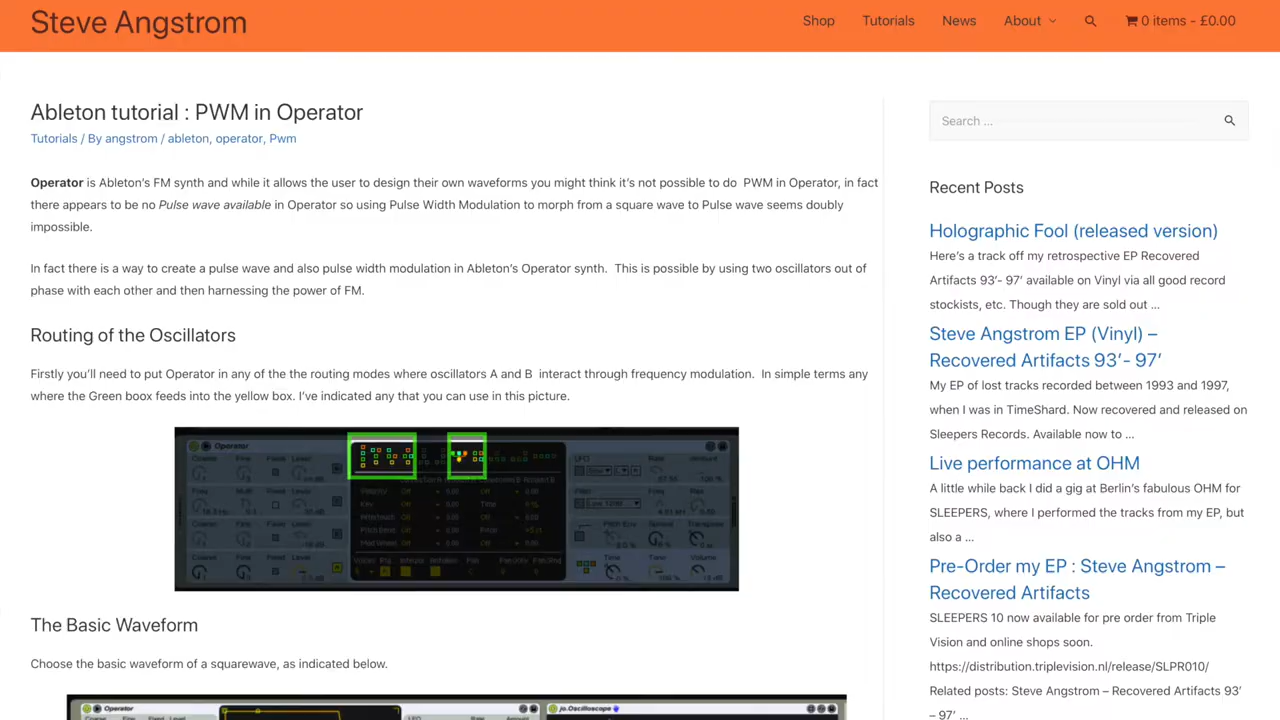 Steve Angstrom
Shop Tutorials News About 0 items - £0.00
Ableton tutorial : PWM in Operator
Tutorials / By angstrom / ableton, operator, Pwm
Operator is Ableton’s FM synth and while it allows the user to design their own waveforms you might think it’s not possible to do PWM in Operator, in fact
there appears to be no Pulse wave available in Operator so using Pulse Width Modulation to morph from a square wave to Pulse wave seems doubly
impossible.
In fact there is a way to create a pulse wave and also pulse width modulation in Ableton’s Operator synth. This is possible by using two oscillators out of
phase with each other and then harnessing the power of FM.
Routing of the Oscillators
Firstly you’ll need to put Operator in any of the the routing modes where oscillators A and B interact through frequency modulation. In simple terms any
where the Green boox feeds into the yellow box. I’ve indicated any that you can use in this picture.
Operator
The Basic Waveform
Choose the basic waveform of a squarewave, as indicated below.
Operator
jo.Oscilloscope
Search ...
Recent Posts
Holographic Fool (released version)
Here’s a track off my retrospective EP Recovered
Artifacts 93’- 97’ available on Vinyl via all good record
stockists, etc. Though they are sold out ...
Steve Angstrom EP (Vinyl) –
Recovered Artifacts 93’- 97’
My EP of lost tracks recorded between 1993 and 1997,
when I was in TimeShard. Now recovered and released on
Sleepers Records. Available now to ...
Live performance at OHM
A little while back I did a gig at Berlin’s fabulous OHM for
SLEEPERS, where I performed the tracks from my EP, but
also a ...
Pre-Order my EP : Steve Angstrom –
Recovered Artifacts
SLEEPERS 10 now available for pre order from Triple
Vision and online shops soon.
https://distribution.triplevision.nl/release/SLPR010/
Related posts: Steve Angstrom – Recovered Artifacts 93’
– 97’ ...